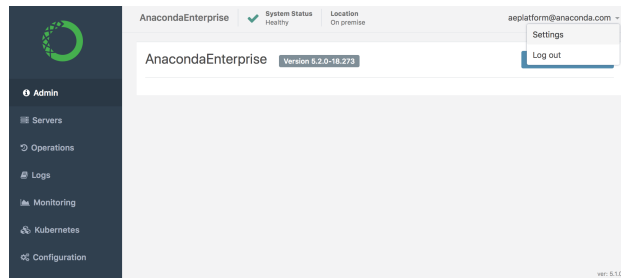 AnacondaEnterprise
System Status
Healthy
Location
On premise
aeplatform@anaconda.com
Settings
Log out
AnacondaEnterprise
Version 5.2.0-18.273
Admin
Servers
Operations
Logs
Monitoring
Kubernetes
Configuration
ver: 5.1.0